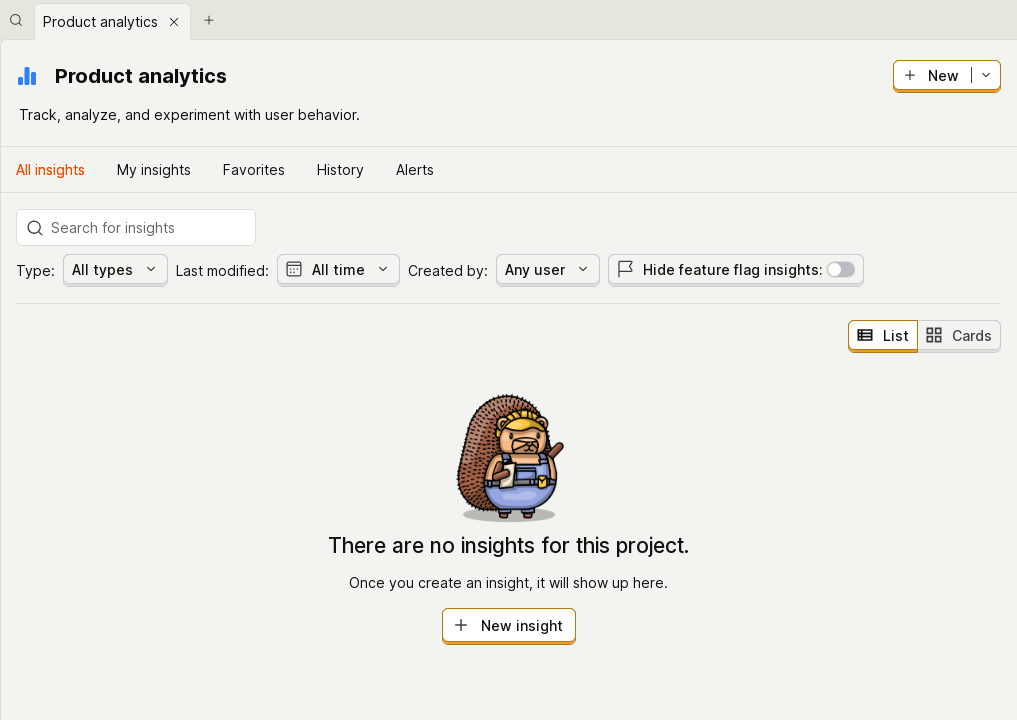 Product analytics
Product analytics
New
Track, analyze, and experiment with user behavior.
All insights My insights Favorites History Alerts
Search for insights
Type: All types Last modified: All time Created by: Any user Hide feature flag insights:
List Cards
There are no insights for this project.
Once you create an insight, it will show up here.
New insight